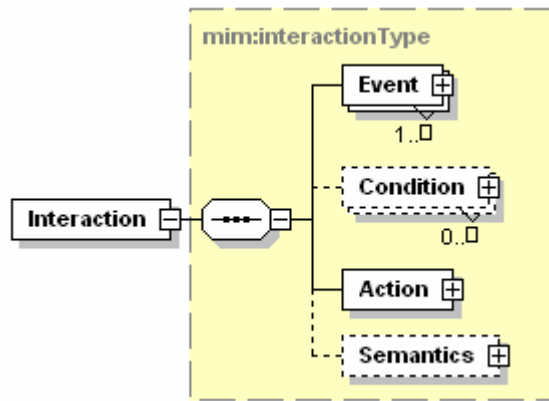 mim:interactionType
Event
1..▯
Condition
0..▯
Interaction
Action
Semantics